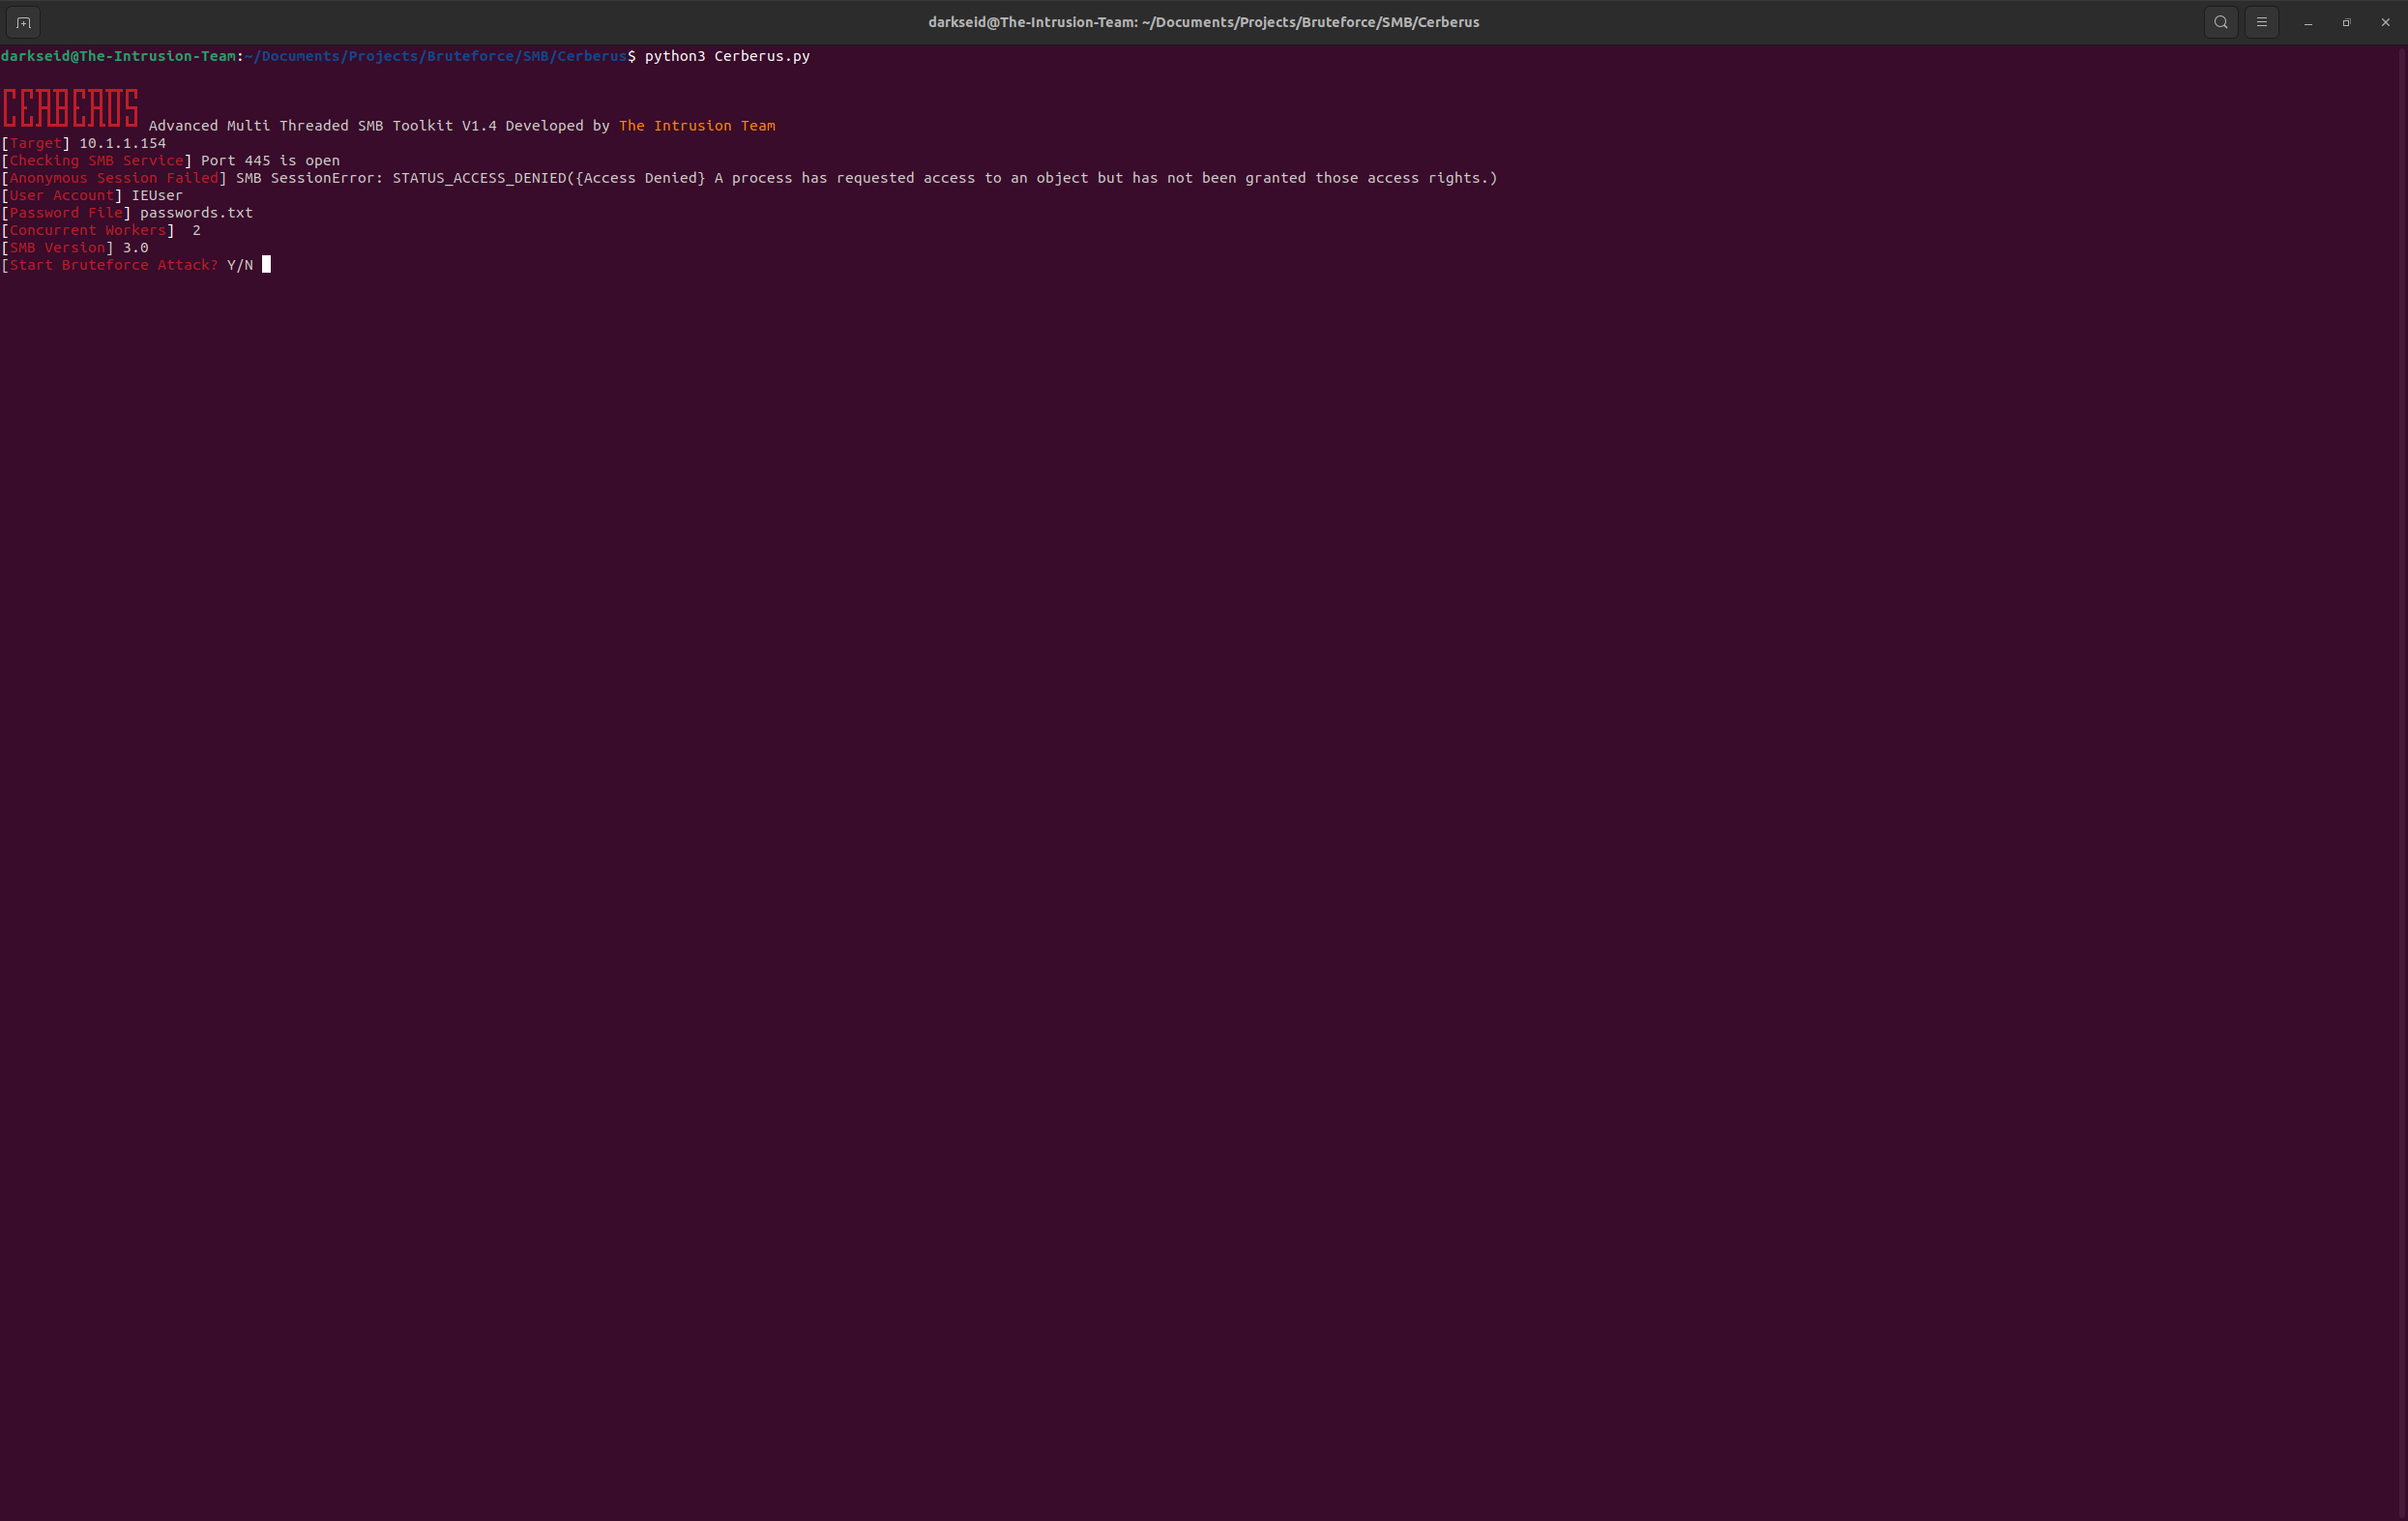 darkseid@The-Intrusion-Team: ~/Documents/Projects/Bruteforce/SMB/Cerberus
darkseid@The-Intrusion-Team:~/Documents/Projects/Bruteforce/SMB/Cerberus$ python3 Cerberus.py
CERBERUS
Advanced Multi Threaded SMB Toolkit V1.4 Developed by The Intrusion Team
[Target] 10.1.1.154
[Checking SMB Service] Port 445 is open
[Anonymous Session Failed] SMB SessionError: STATUS_ACCESS_DENIED({Access Denied} A process has requested access to an object but has not been granted those access rights.)
[User Account] IEUser
[Password File] passwords.txt
[Concurrent Workers]  2
[SMB Version] 3.0
[Start Bruteforce Attack? Y/N